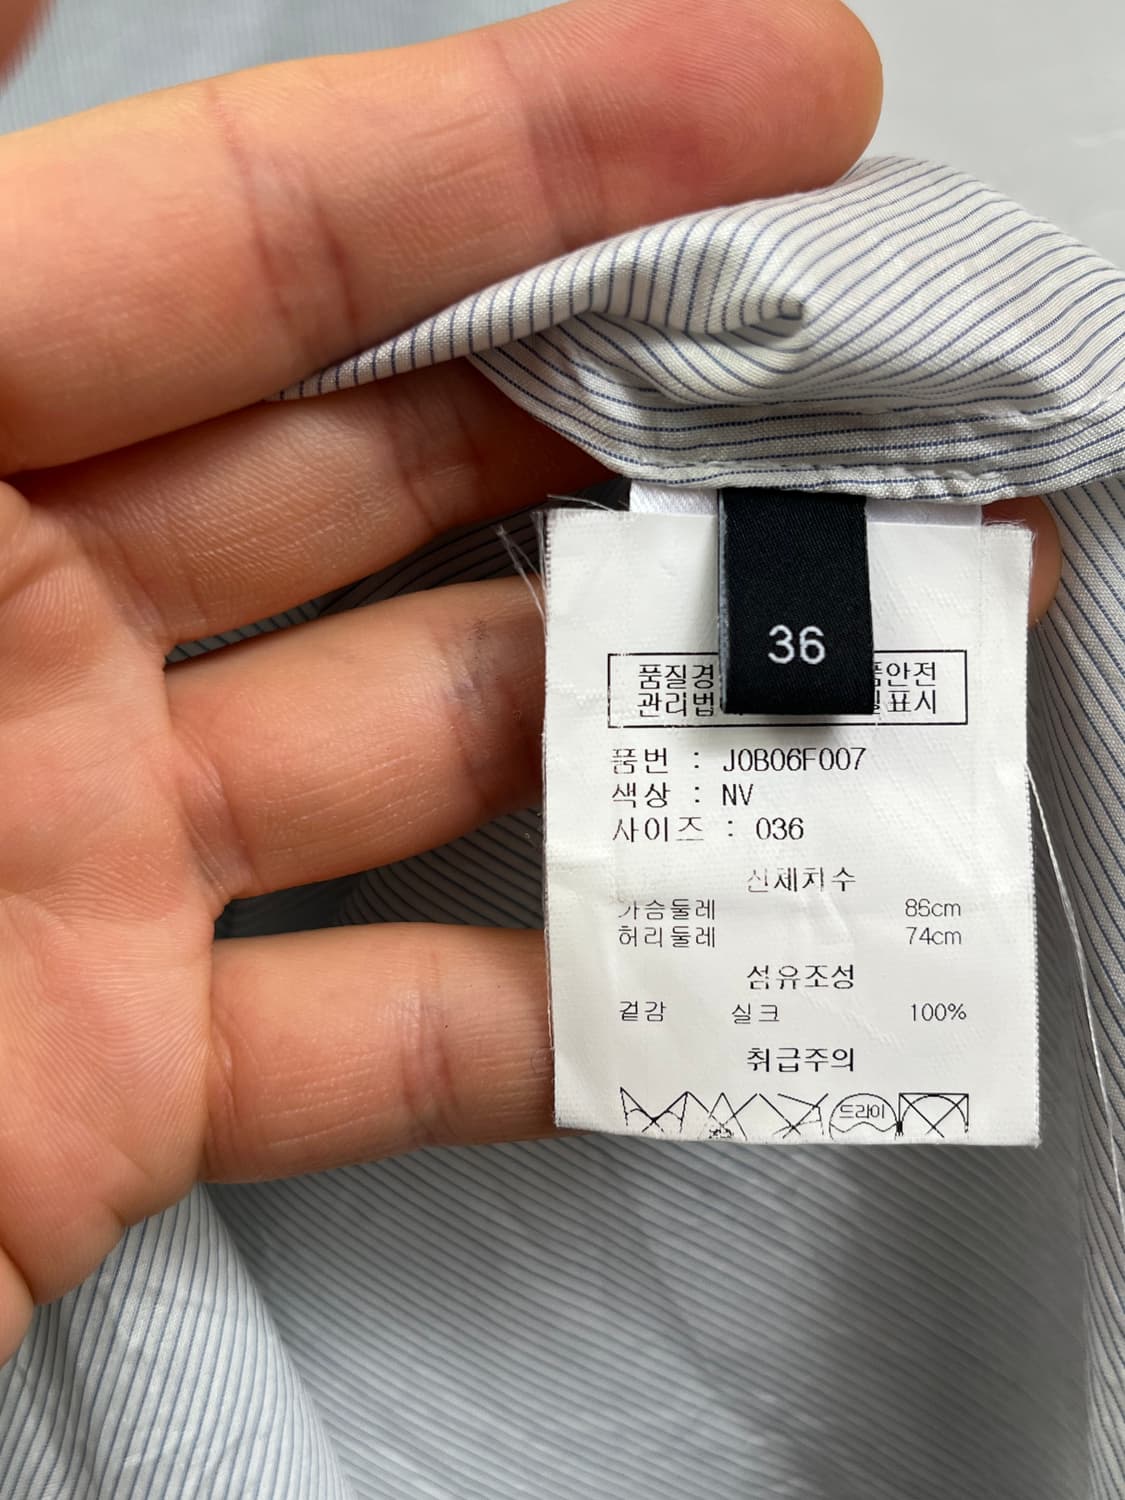 36
품질경 품안전
관리법 표시
품번 : J0B06F007
색상 : NV
사이즈 : 036
신체치수
가슴둘레 86cm
허리둘레 74cm
섬유조성
겉감 실크 100%
취급주의
드라이